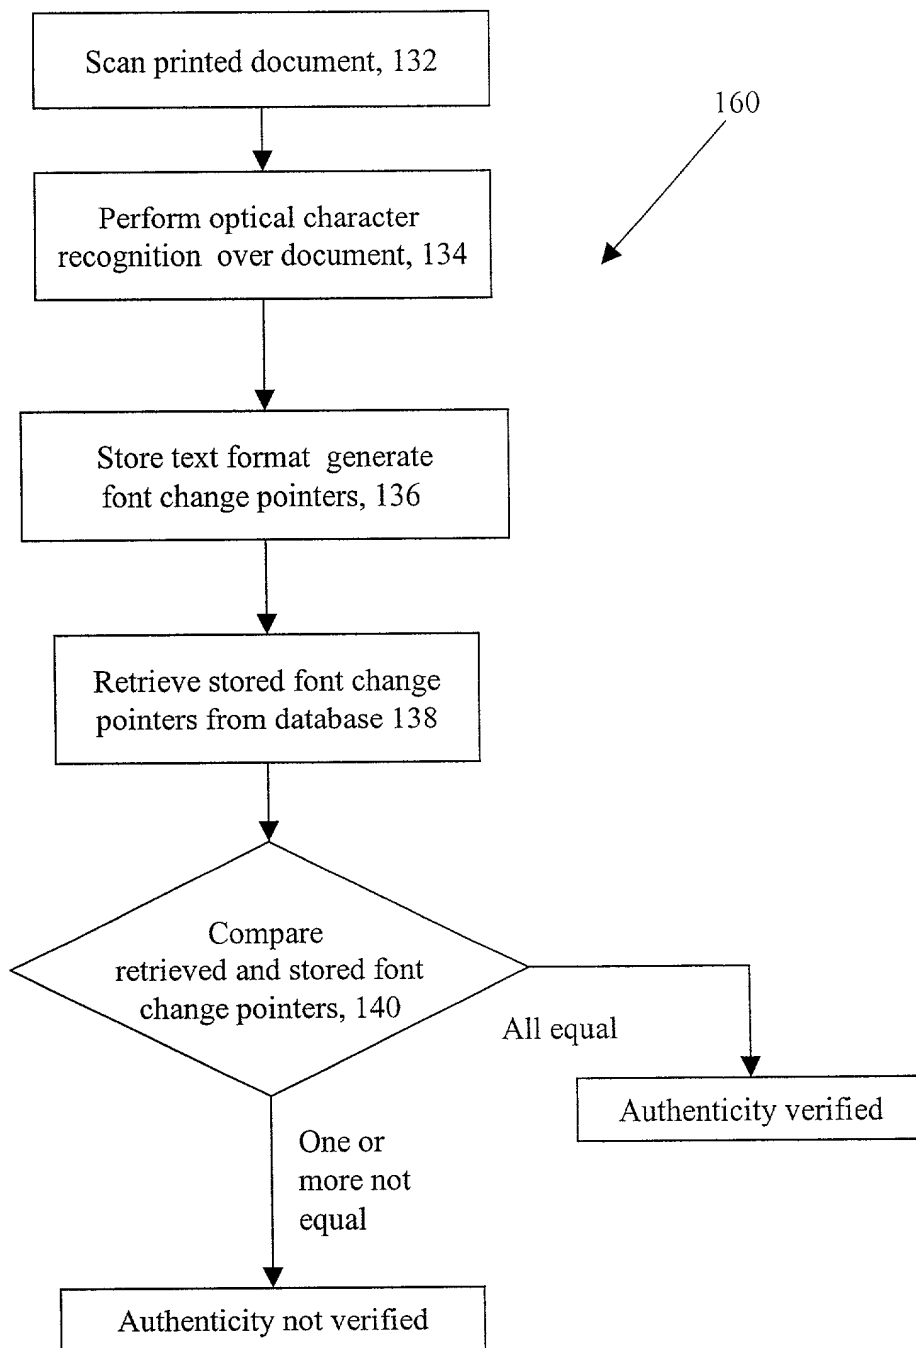 Scan printed document, 132
160
Perform optical character
recognition over document, 134
Store text format generate
font change pointers, 136
Retrieve stored font change
pointers from database 138
Compare
retrieved and stored font
change pointers, 140
All equal
Authenticity verified
One or
more not
equal
Authenticity not verified